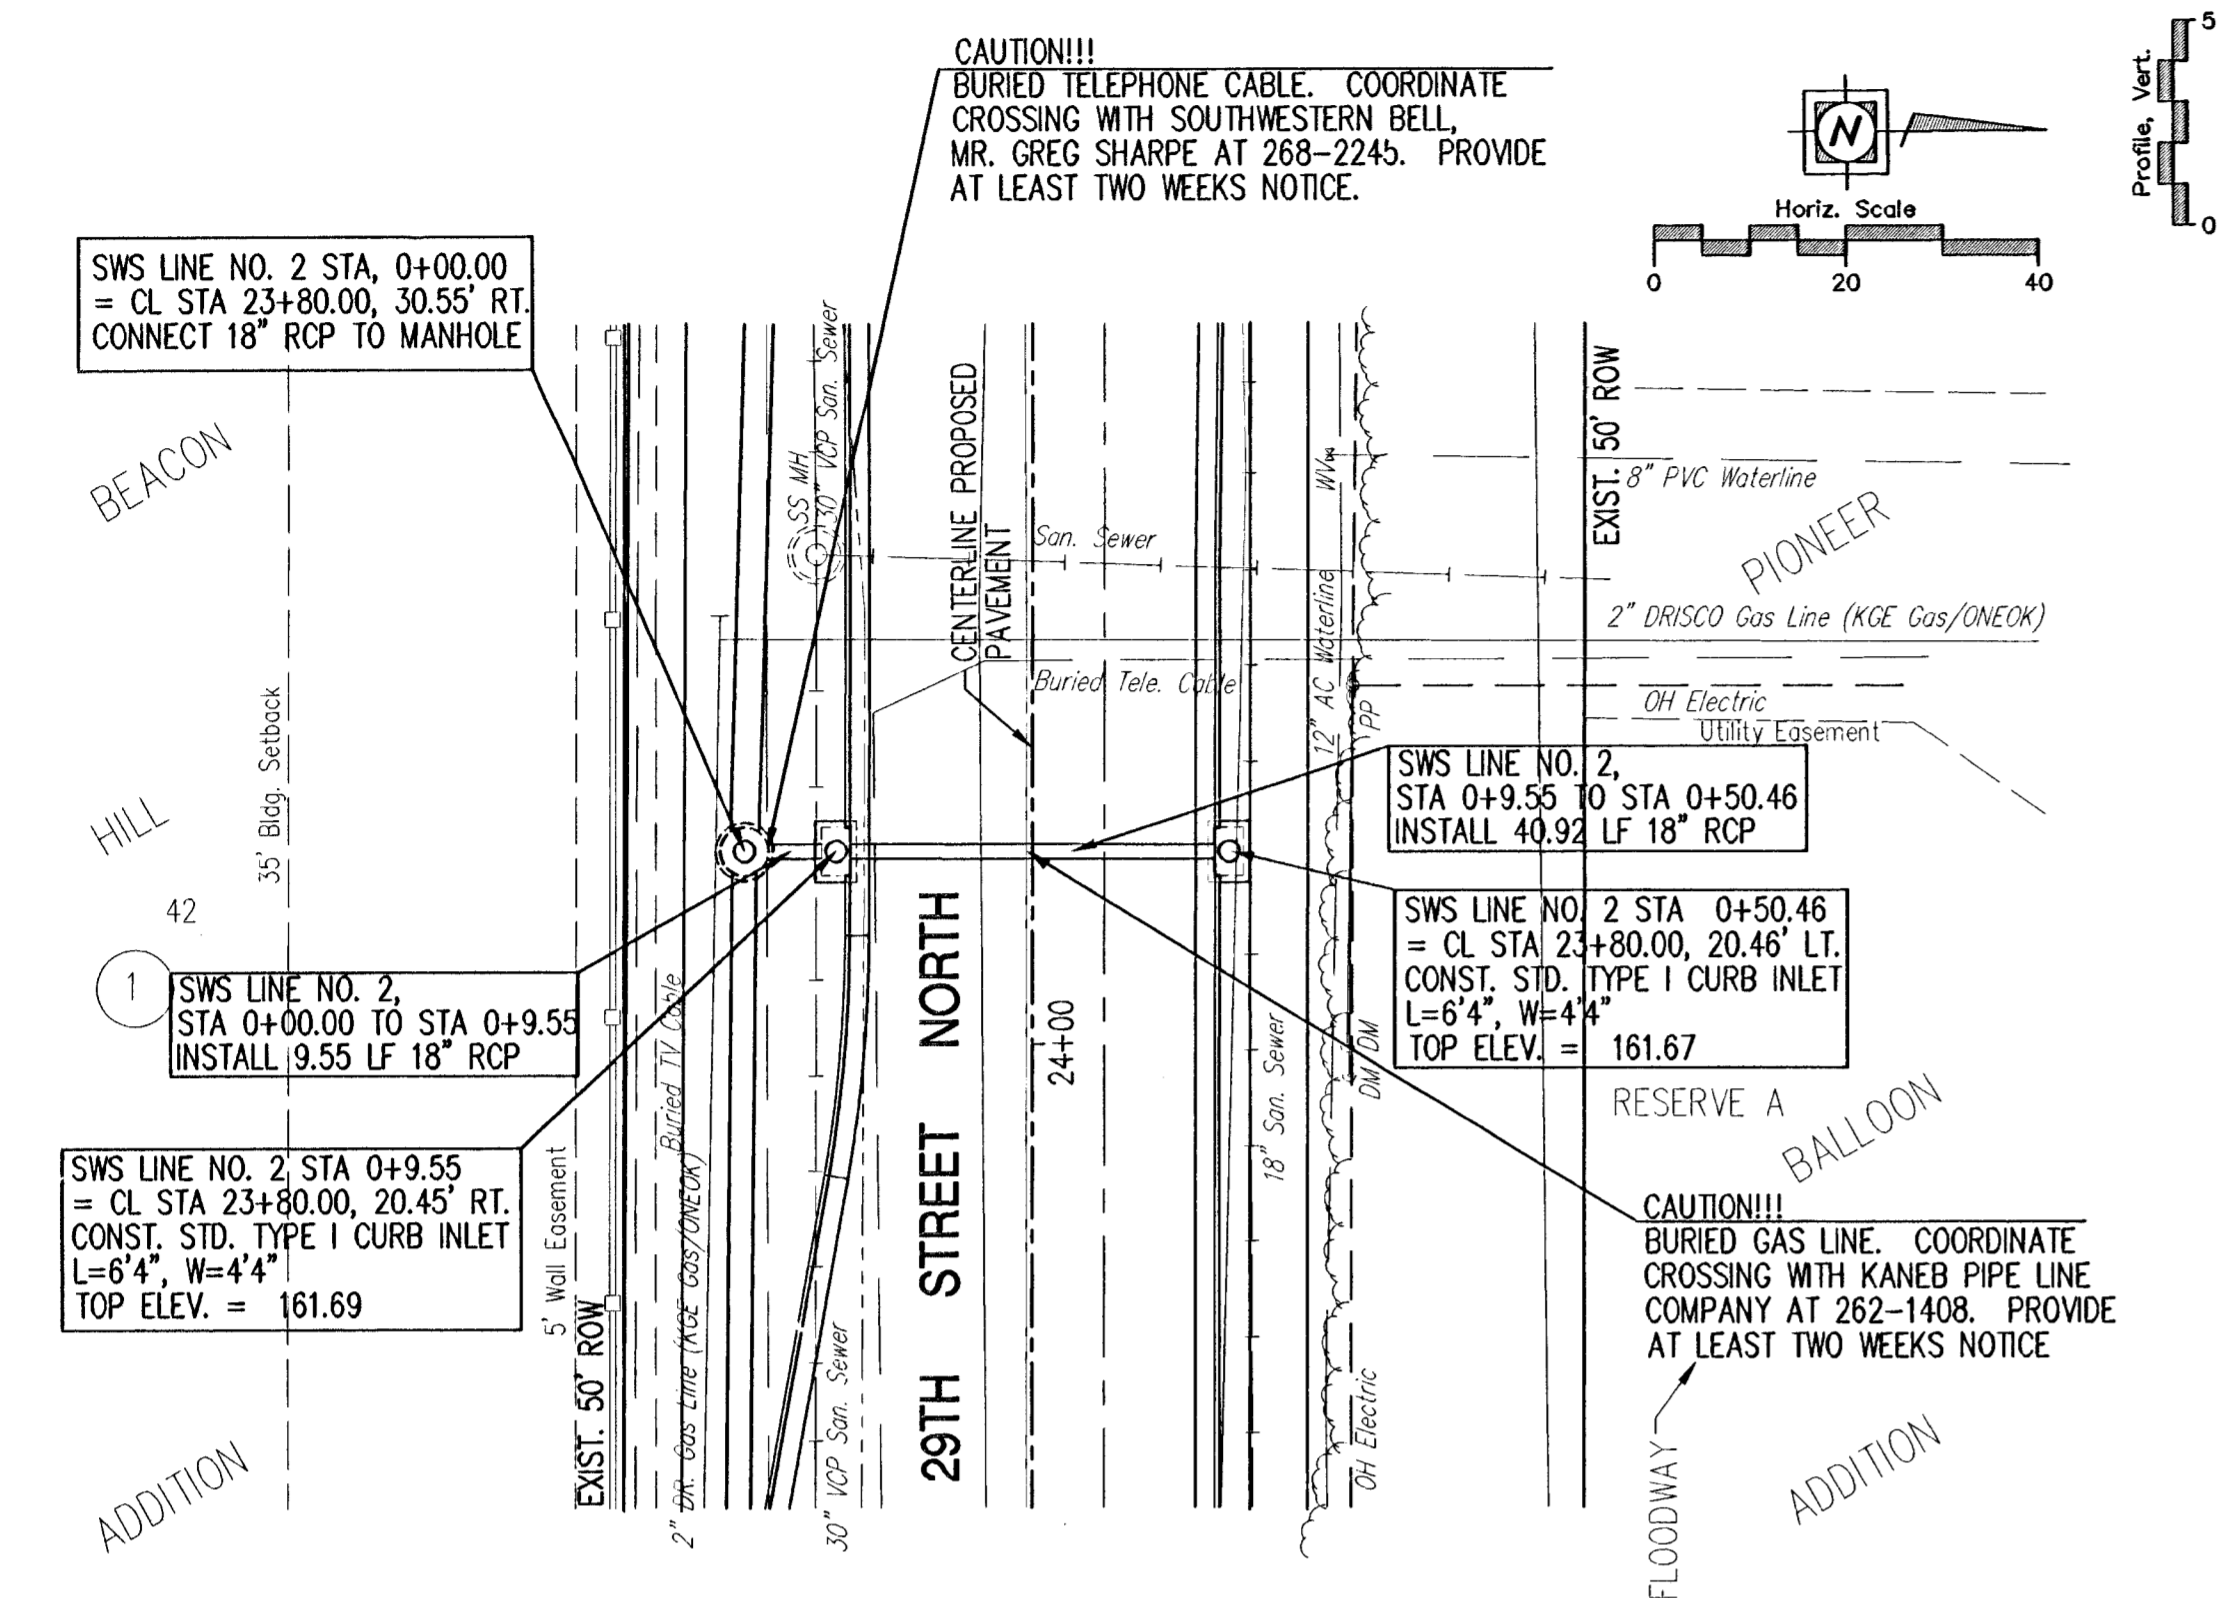 CAUTION!!!
BURIED TELEPHONE CABLE. COORDINATE
CROSSING WITH SOUTHWESTERN BELL,
MR. GREG SHARPE AT 268-2245. PROVIDE
AT LEAST TWO WEEKS NOTICE.
N
Horiz. Scale
0 20 40
Profile, Vert.
5
0
SWS LINE NO. 2 STA, 0+00.00
= CL STA 23+80.00, 30.55' RT.
CONNECT 18" RCP TO MANHOLE
BEACON
HILL
42
1
ADDITION
35' Bldg. Setback
SS MH
30" VCP San. Sewer
CENTERLINE PROPOSED
PAVEMENT
San. Sewer
Buried Tele. Cable
12" AC Waterline
WV
PP
EXIST. 50' ROW
8" PVC Waterline
PIONEER
2" DRISCO Gas Line (KGE Gas/ONEOK)
OH Electric
Utility Easement
SWS LINE NO. 2,
STA 0+9.55 TO STA 0+50.46
INSTALL 40.92 LF 18" RCP
SWS LINE NO. 2 STA 0+50.46
= CL STA 23+80.00, 20.46' LT.
CONST. STD. TYPE I CURB INLET
L=6'4", W=4'4"
TOP ELEV. = 161.67
SWS LINE NO. 2,
STA 0+00.00 TO STA 0+9.55
INSTALL 9.55 LF 18" RCP
SWS LINE NO. 2 STA 0+9.55
= CL STA 23+80.00, 20.45' RT.
CONST. STD. TYPE I CURB INLET
L=6'4", W=4'4"
TOP ELEV. = 161.69
5' Wall Easement
EXIST. 50' ROW
Buried TV Cable
2" DR. Gas Line (KGE Gas/ONEOK)
30" VCP San. Sewer
29TH STREET NORTH
24+00
18" San. Sewer
DM DM
OH Electric
RESERVE A
BALLOON
CAUTION!!!
BURIED GAS LINE. COORDINATE
CROSSING WITH KANEB PIPE LINE
COMPANY AT 262-1408. PROVIDE
AT LEAST TWO WEEKS NOTICE
FLOODWAY
ADDITION